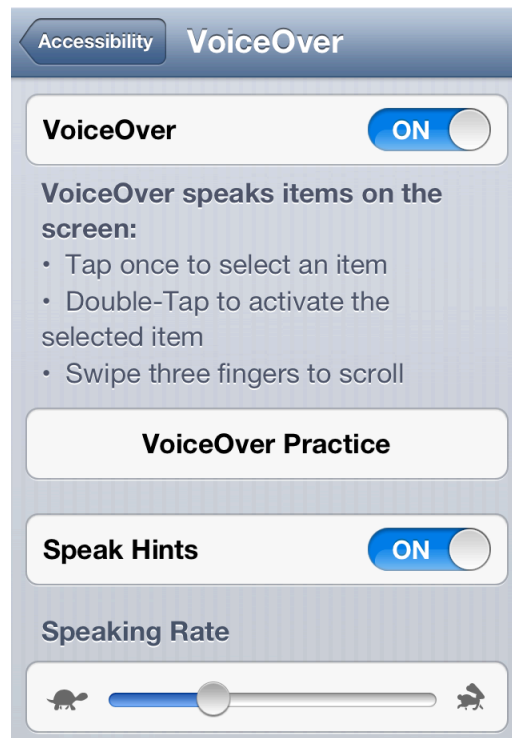 Accessibility
VoiceOver
VoiceOver
ON
VoiceOver speaks items on the
screen:
• Tap once to select an item
• Double-Tap to activate the
selected item
• Swipe three fingers to scroll
VoiceOver Practice
Speak Hints
ON
Speaking Rate